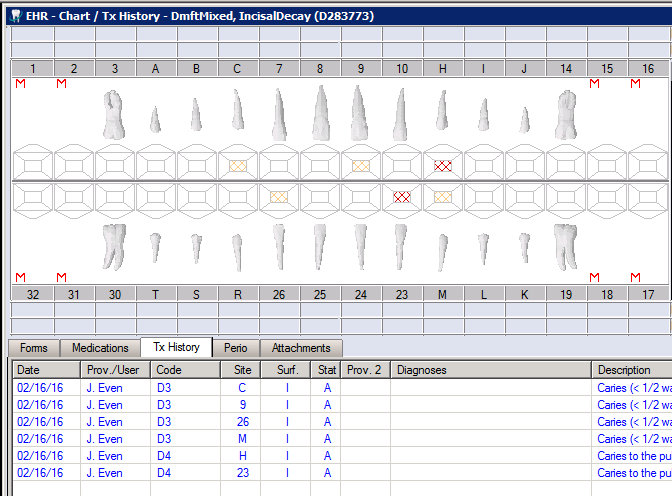 EHR - Chart / Tx History - DmftMixed, IncisalDecay (D283773)
1 2 3 A B C 7 8 9 10 H I J 14 15 16
M M M M
M M M M
32 31 30 T S R 26 25 24 23 M L K 19 18 17
Forms Medications Tx History Perio Attachments
Date Prov./User Code Site Surf. Stat Prov. 2 Diagnoses Description
02/16/16 J. Even D3 C I A Caries (< 1/2 wa
02/16/16 J. Even D3 9 I A Caries (< 1/2 wa
02/16/16 J. Even D3 26 I A Caries (< 1/2 wa
02/16/16 J. Even D3 M I A Caries (< 1/2 wa
02/16/16 J. Even D4 H I A Caries to the pu
02/16/16 J. Even D4 23 I A Caries to the pu